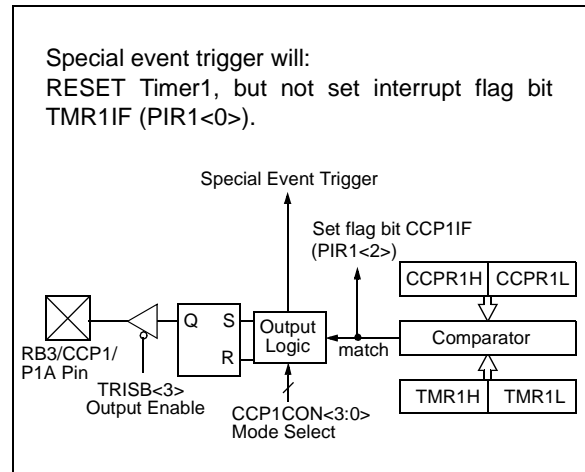 Special event trigger will:
RESET Timer1, but not set interrupt flag bit
TMR1IF (PIR1<0>).
Special Event Trigger
Set flag bit CCP1IF
(PIR1<2>)
CCPR1H CCPR1L
Q S Output
R Logic
match
Comparator
RB3/CCP1/
P1A Pin
TRISB<3>
Output Enable
CCP1CON<3:0>
Mode Select
TMR1H TMR1L